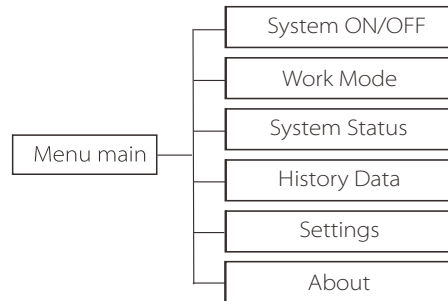 System ON/OFF
Work Mode
System Status
Menu main
History Data
Settings
About